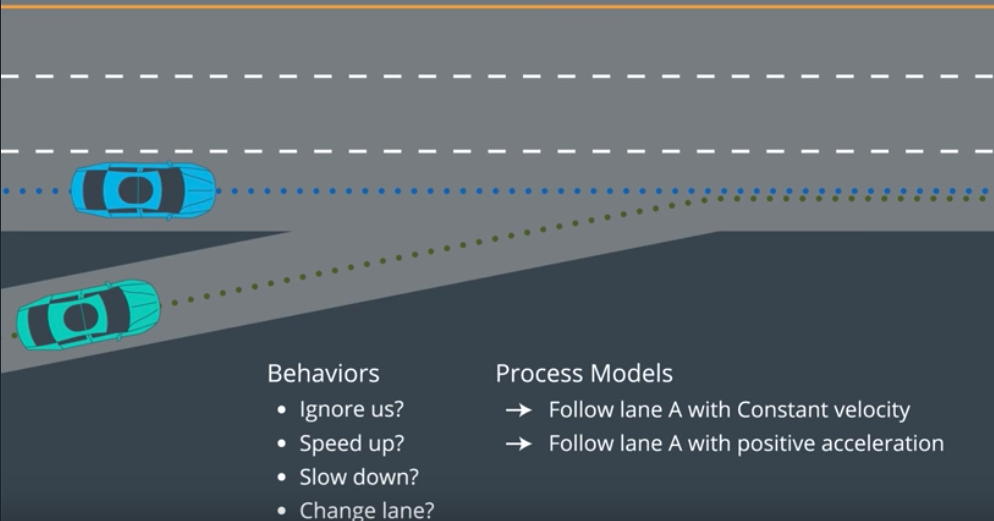 Behaviors
• Ignore us?
• Speed up?
• Slow down?
• Change lane?
Process Models
→ Follow lane A with Constant velocity
→ Follow lane A with positive acceleration